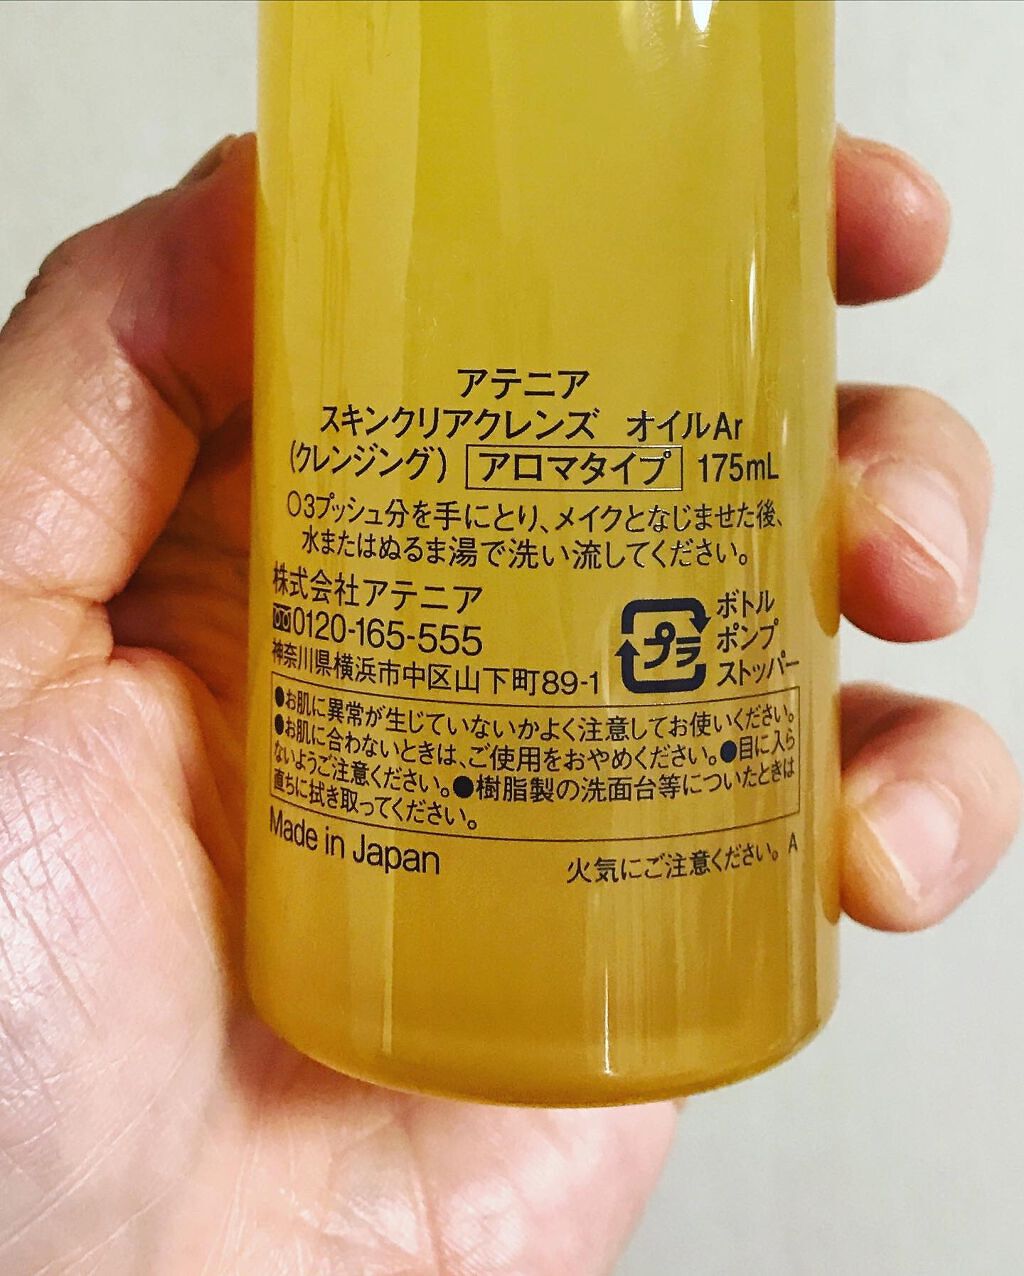 アテニア
スキンクリアクレンズ オイルAr
(クレンジング) アロマタイプ 175mL
○3プッシュ分を手にとり、メイクとなじませた後、
水またはぬるま湯で洗い流してください。
株式会社アテニア
0120-165-555
神奈川県横浜市中区山下町89-1
プラ
ボトル
ポンプ
ストッパー
●お肌に異常が生じていないかよく注意してお使いください。
●お肌に合わないときは、ご使用をおやめください。●目に入ら
ないようご注意ください。●樹脂製の洗面台等についたときは
直ちに拭き取ってください。
Made in Japan
火気にご注意ください。 A